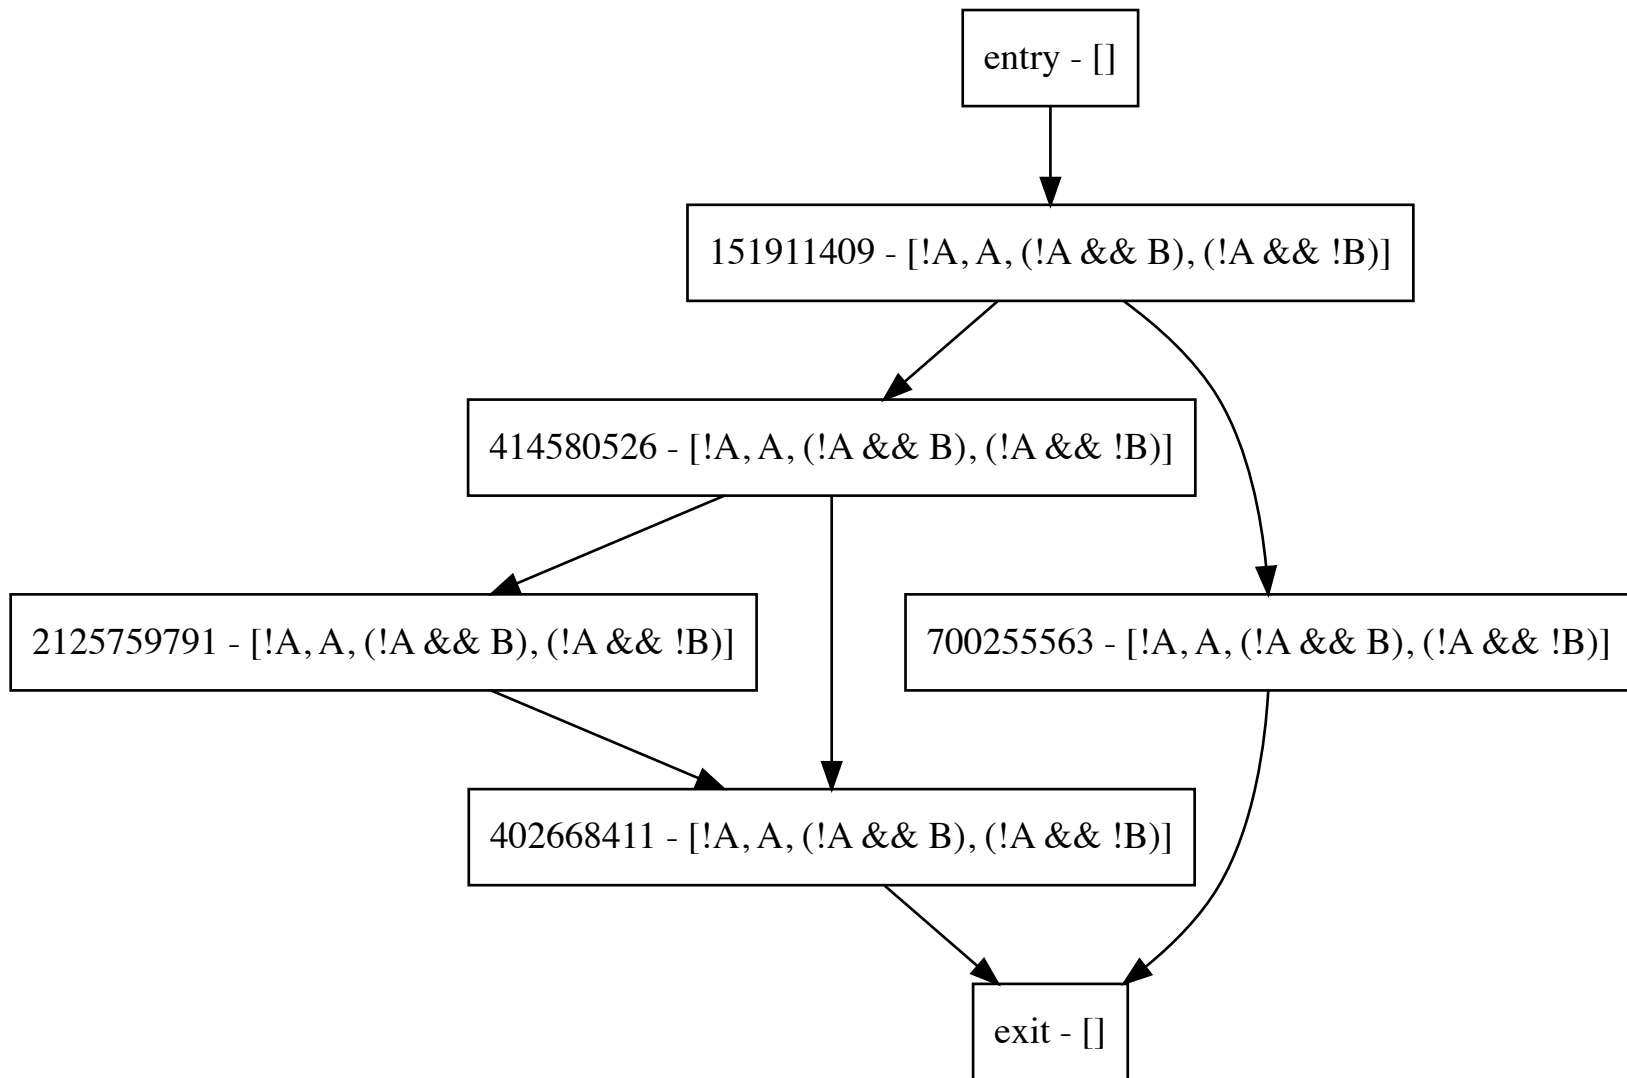 entry - []
151911409 - [!A, A, (!A && B), (!A && !B)]
414580526 - [!A, A, (!A && B), (!A && !B)]
2125759791 - [!A, A, (!A && B), (!A && !B)]
700255563 - [!A, A, (!A && B), (!A && !B)]
402668411 - [!A, A, (!A && B), (!A && !B)]
exit - []